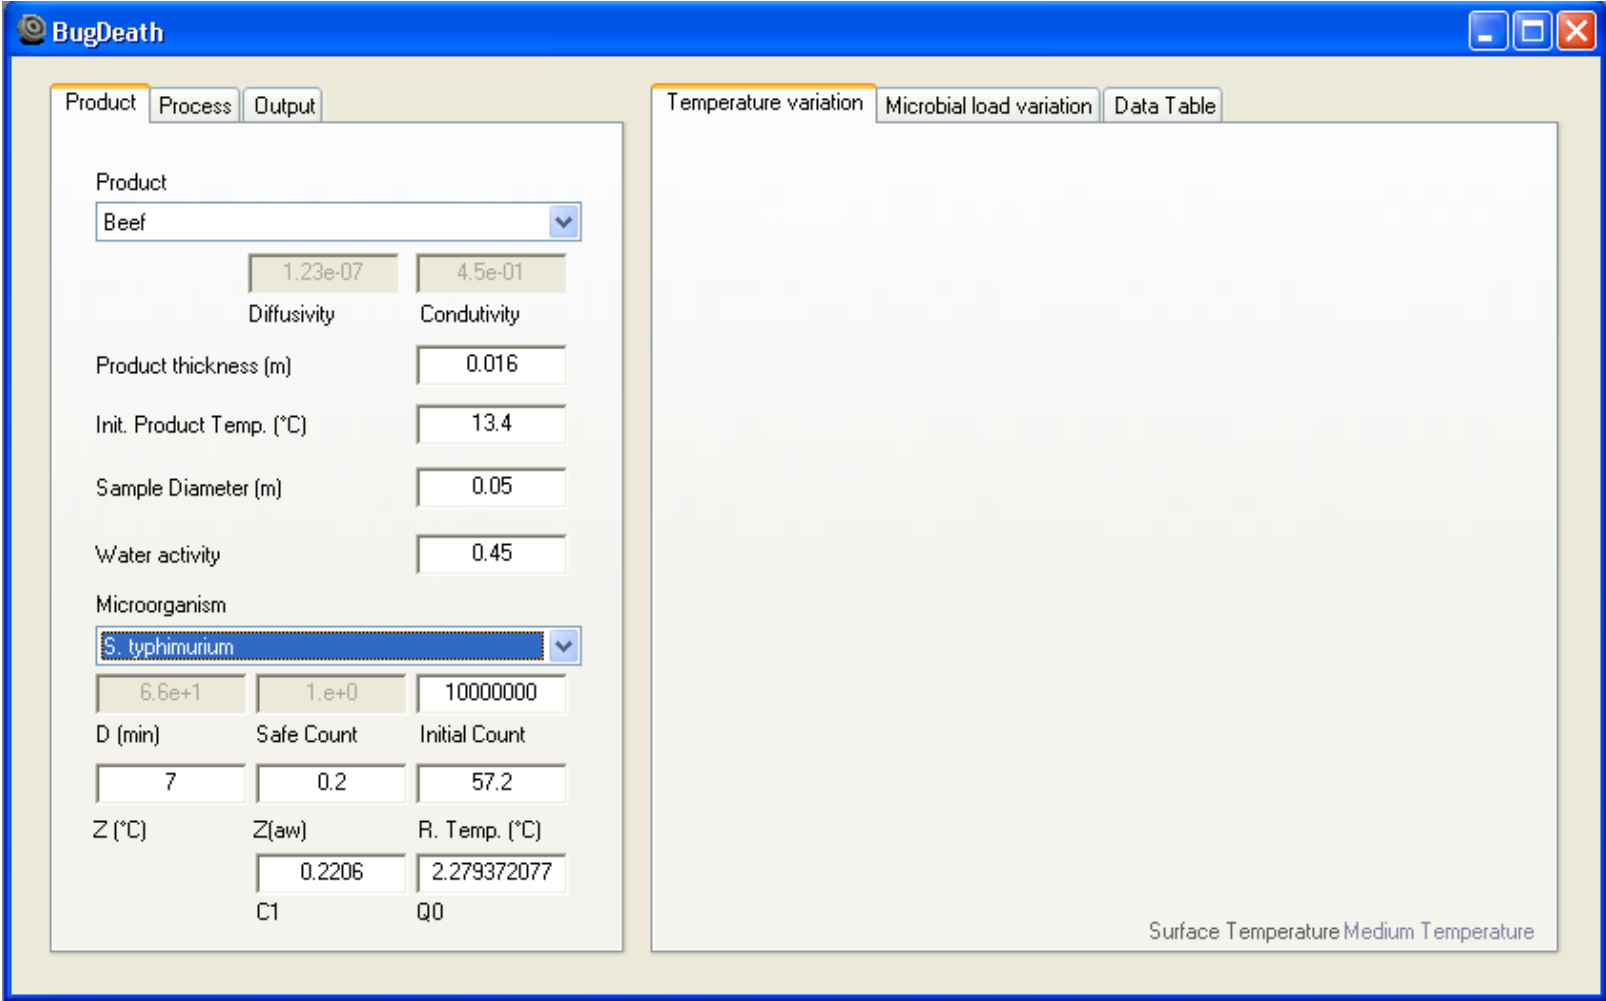 BugDeath
Product Process Output
Product
Beef
1.23e-07 4.5e-01
Diffusivity Condutivity
Product thickness (m) 0.016
Init. Product Temp. (°C) 13.4
Sample Diameter (m) 0.05
Water activity 0.45
Microorganism
S. typhimurium
6.6e+1 1.e+0 10000000
D (min) Safe Count Initial Count
7 0.2 57.2
Z (°C) Z(aw) R. Temp. (°C)
0.2206 2.279372077
C1 Q0
Temperature variation Microbial load variation Data Table
Surface Temperature Medium Temperature